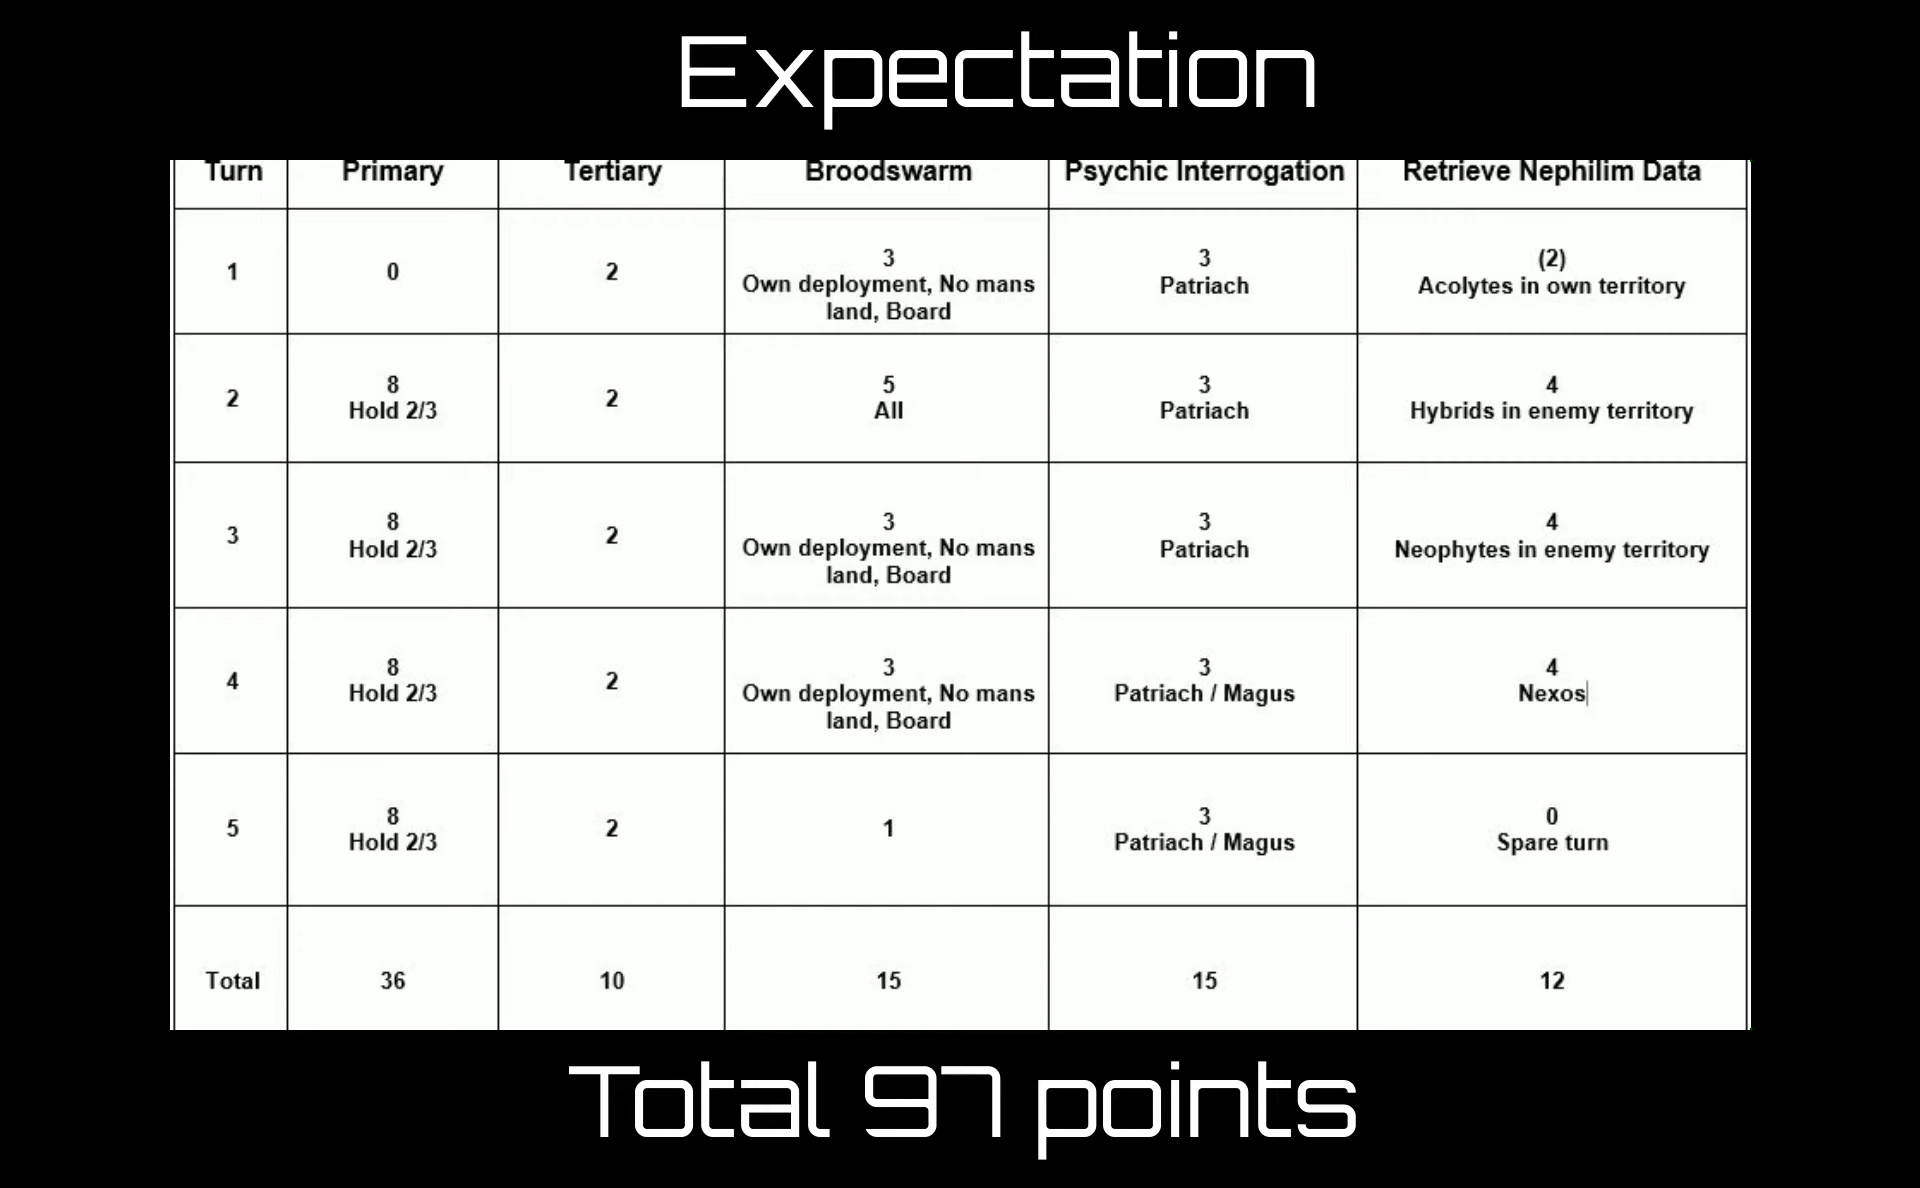 Expectation
Turn Primary Tertiary Broodswarm Psychic Interrogation Retrieve Nephilim Data
1 0 2 3 3 (2)
Own deployment, No mans Patriach Acolytes in own territory
land, Board
2 8 2 5 3 4
Hold 2/3 All Patriach Hybrids in enemy territory
3 8 2 3 3 4
Hold 2/3 Own deployment, No mans Patriach Neophytes in enemy territory
land, Board
4 8 2 3 3 4
Hold 2/3 Own deployment, No mans Patriach / Magus Nexos
land, Board
5 8 2 1 3 0
Hold 2/3 Patriach / Magus Spare turn
Total 36 10 15 15 12
Total 97 points